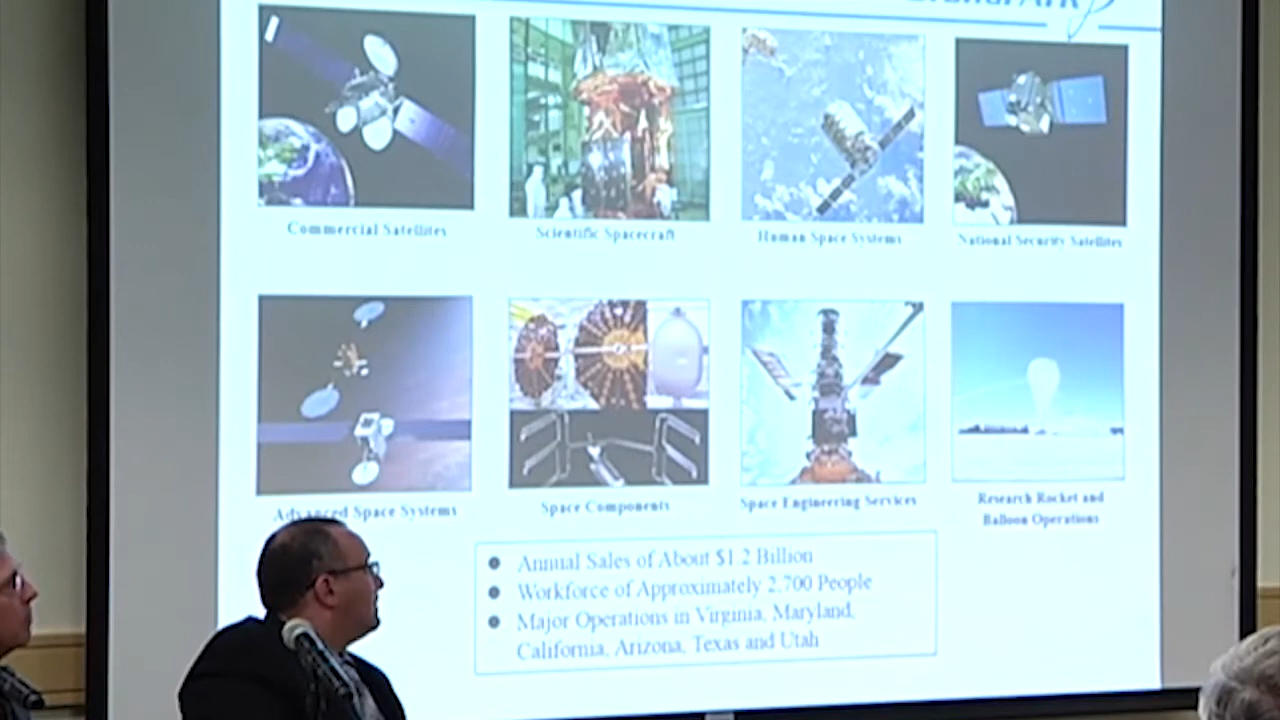 Commercial Satellites
Scientific Spacecraft
Human Space Systems
National Security Satellites
Advanced Space Systems
Space Components
Space Engineering Services
Research Rocket and
Balloon Operations
Annual Sales of About $1.2 Billion
Workforce of Approximately 2,700 People
Major Operations in Virginia, Maryland,
California, Arizona, Texas and Utah